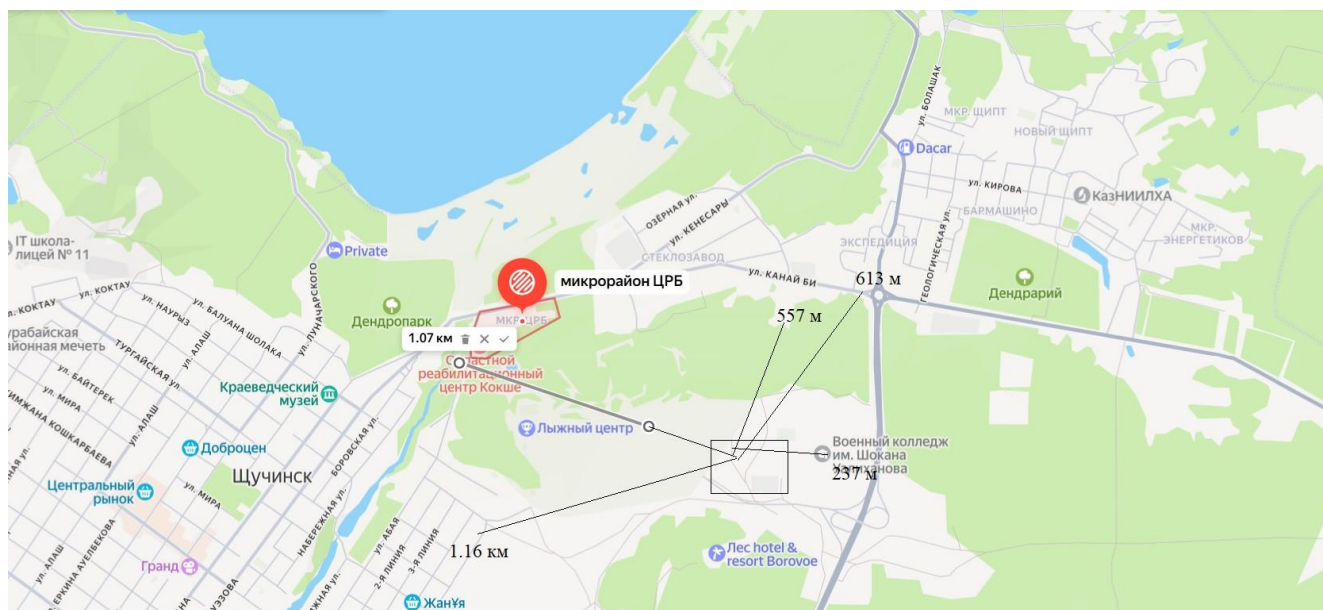 ул. БОЛАШАК
МКР. ЩИПТ
НОВЫЙ ЩИПТ
Dacar
ул. КИРОВА
КазНИИЛХА
БАРМАШИНО
МКР.
ЭНЕРГЕТИКОВ
ОЗЁРНАЯ ул.
ул. КЕНЕСАРЫ
СТЕКЛОЗАВОД
ЭКСПЕДИЦИЯ
ГЕОЛОГИЧЕСКАЯ ул.
IT школа-
лицей № 11
Private
ул. КАНАЙ БИ
613 м
Дендрарий
микрорайон ЦРБ
ул. КОКТАУ
ул. КОКТАУ
ул. НАУРЫЗ
ул. БАЛУАНА ШОЛАКА
ул. ЛУНАЧАРСКОГО
Дендропарк
МКР. ЦРБ
557 м
1.07 км
ул. АЛАШ
ТУРГАЙСКАЯ ул.
реабилитационный
центр Кокше
ул. БАЙТЕРЕК
ул. МИРА
Краеведческий
музей
ул. АЛАШ
БОРОВСКАЯ ул.
Лыжный центр
Военный колледж
им. Шокана
237 м
Доброцен
Щучинск
Центральный
рынок
ул. МИРА
НАБЕРЕЖНАЯ ул.
1.16 км
ул. АБАЯ
2-Я ЛИНИЯ
3-Я ЛИНИЯ
Лес hotel &
resort Borovoe
ул. АЛАШ
Гранд
ЖанҰя